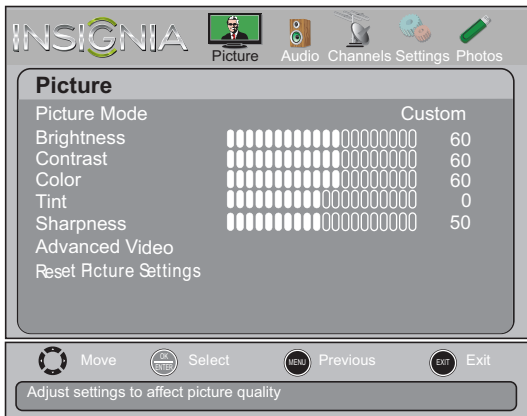 INSIGNIA
Picture Audio Channels Settings Photos
Picture
Picture Mode Custom
Brightness 60
Contrast 60
Color 60
Tint 0
Sharpness 50
Advanced Video
Reset Picture Settings
Move OK ENTER Select MENU Previous EXIT Exit
Adjust settings to affect picture quality